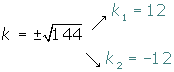 k₁ = 12
k = ±√144
k₂ = −12